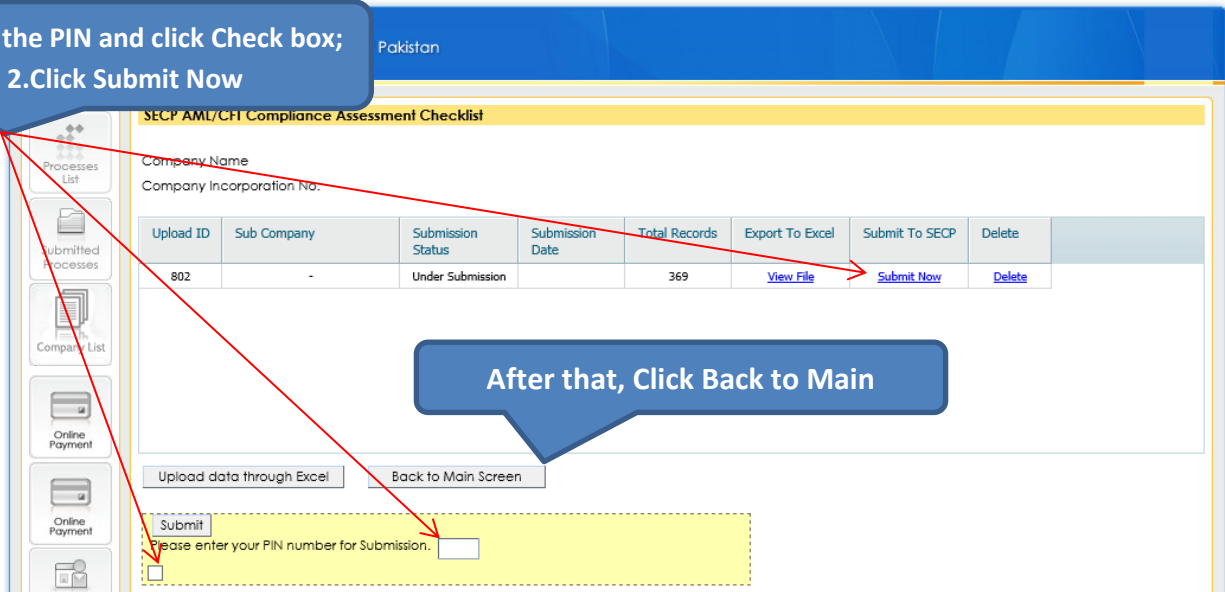 the PIN and click Check box;
2.Click Submit Now
Pakistan
SECP AML/CFT Compliance Assessment Checklist
Company Name
Company Incorporation No.
Processes
List
Submitted
Processes
Company List
Online
Payment
Online
Payment
Upload ID Sub Company Submission Status Submission Date Total Records Export To Excel Submit To SECP Delete
802 - Under Submission 369 View File Submit Now Delete
After that, Click Back to Main
Upload data through Excel Back to Main Screen
Submit
Please enter your PIN number for Submission.